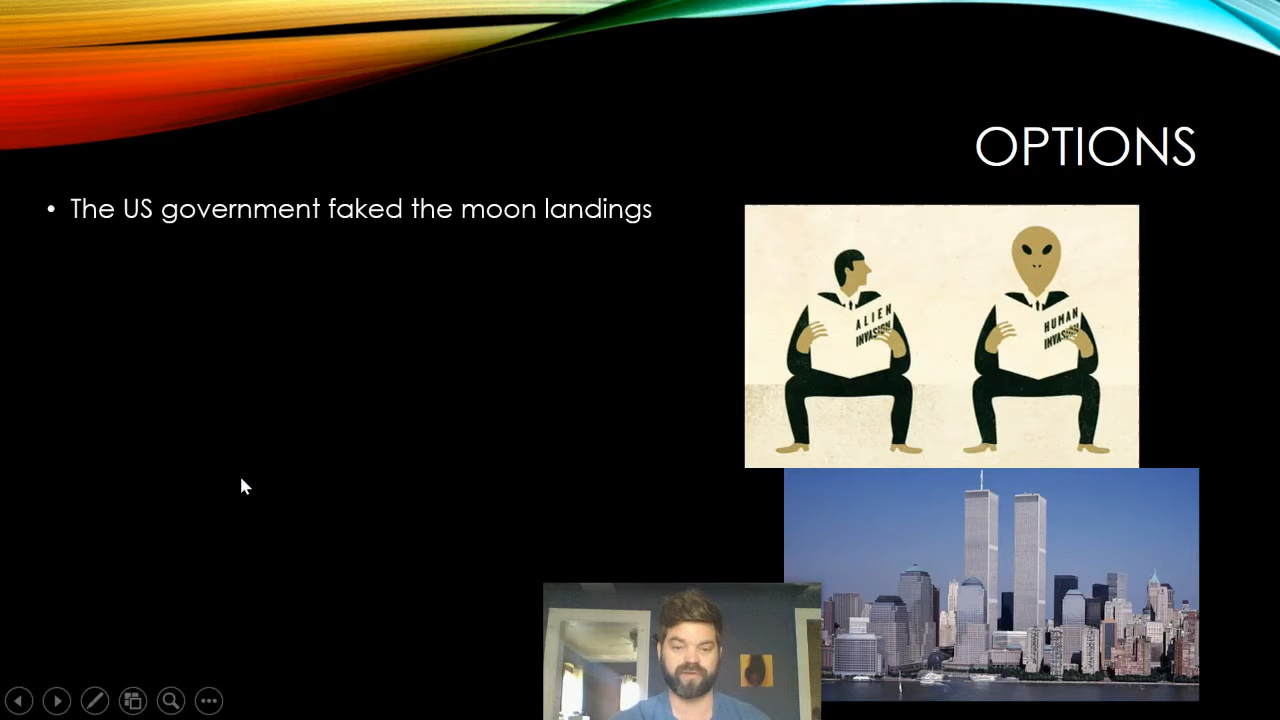 OPTIONS
• The US government faked the moon landings
ALIEN
INVASION
HUMAN
INVASION